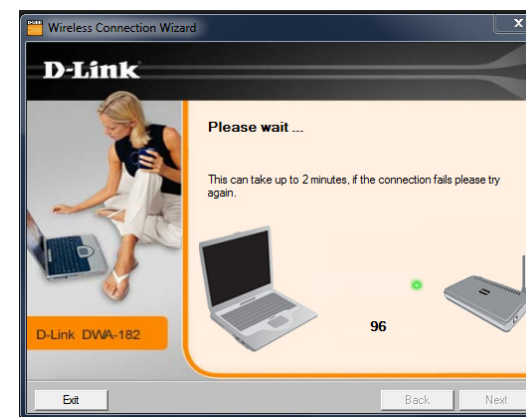 Wireless Connection Wizard
D-Link
Please wait ...
This can take up to 2 minutes, if the connection fails please try
again.
96
D-Link DWA-182
Exit
Back
Next